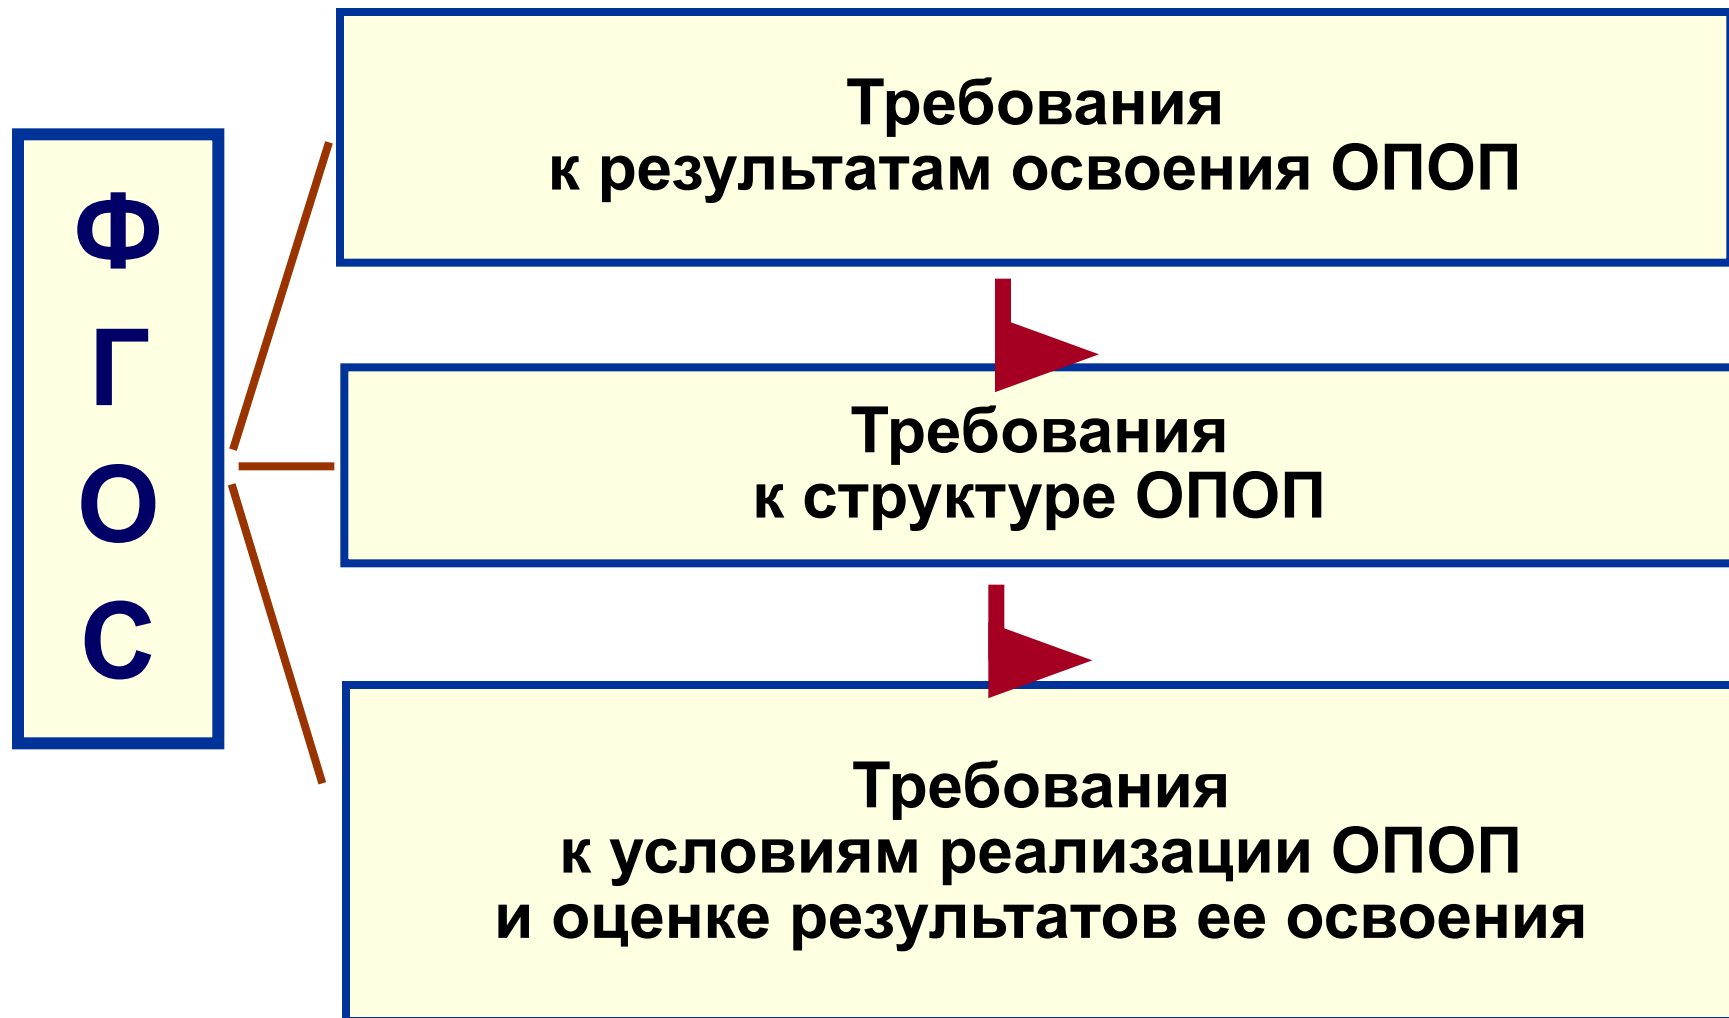 Ф
Г
О
С
Требования
к результатам освоения ОПОП
Требования
к структуре ОПОП
Требования
к условиям реализации ОПОП
и оценке результатов ее освоения